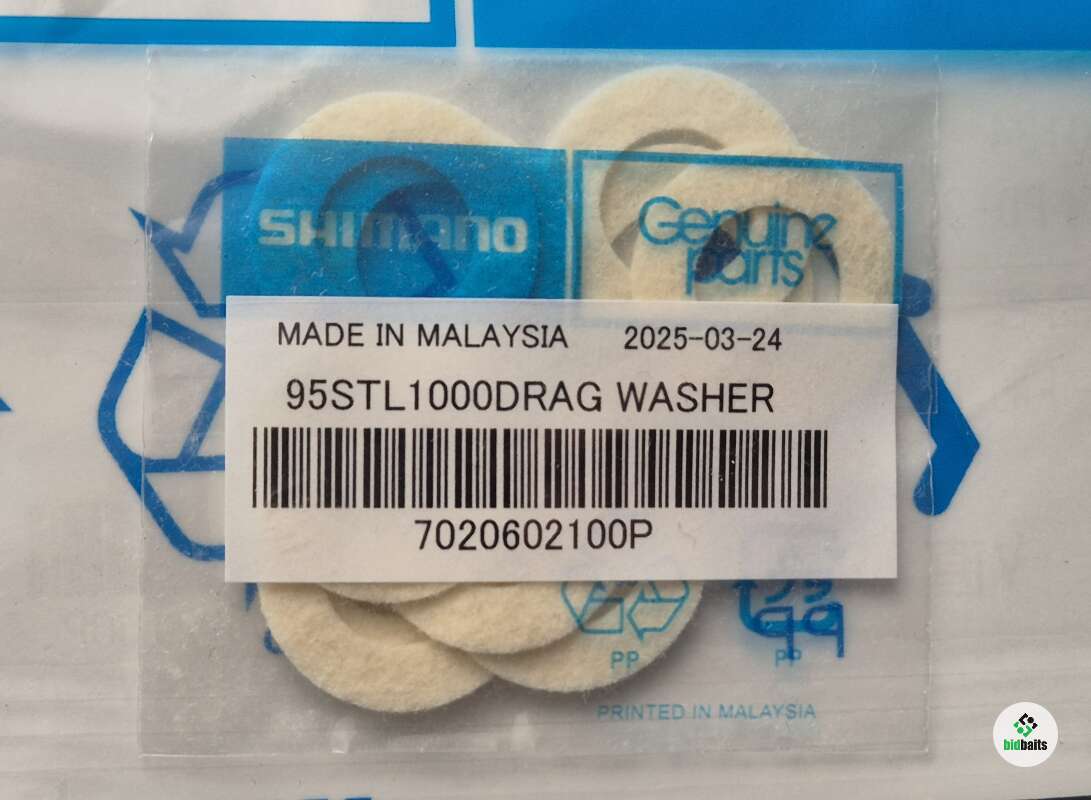 SHIMANO
Genuine
parts
MADE IN MALAYSIA 2025-03-24
95STL1000DRAG WASHER
7020602100P
PP
PP
PRINTED IN MALAYSIA
bidbaits